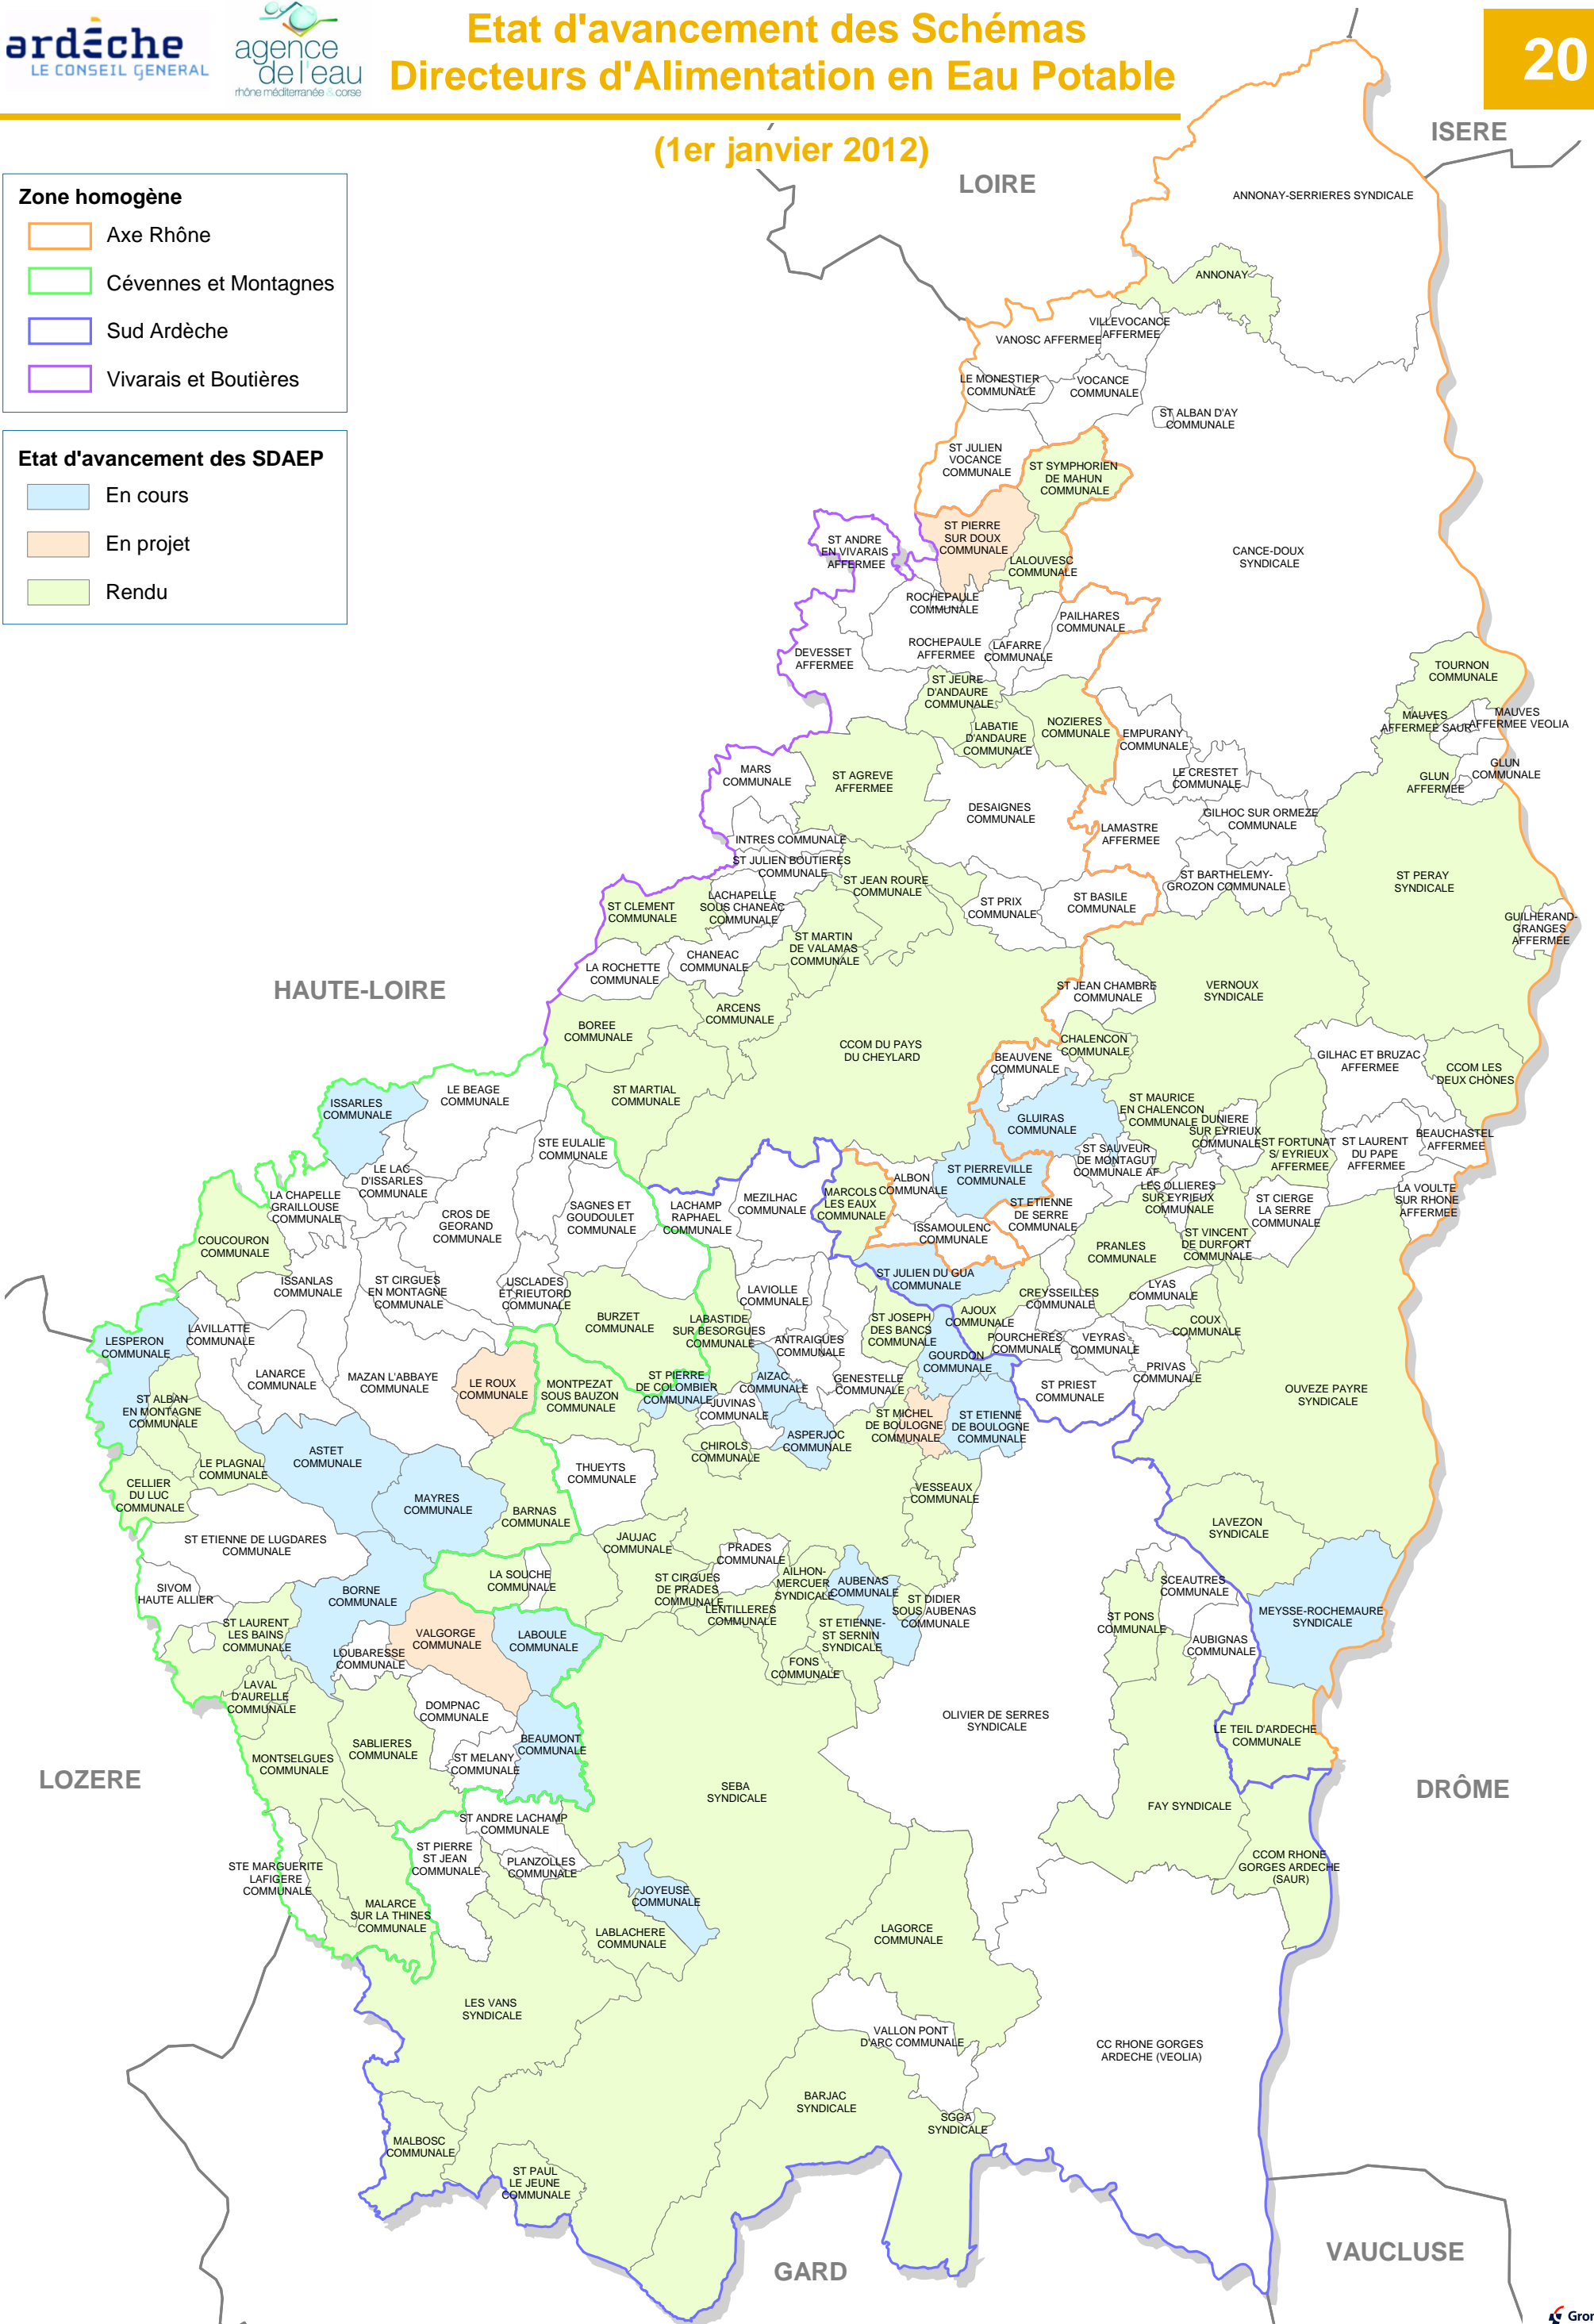 ardèche
LE CONSEIL GENERAL
agence
de l'eau
rhône méditerranée & corse
Etat d'avancement des Schémas
Directeurs d'Alimentation en Eau Potable
20
(1er janvier 2012)
Zone homogène
Axe Rhône
Cévennes et Montagnes
Sud Ardèche
Vivarais et Boutières
Etat d'avancement des SDAEP
En cours
En projet
Rendu
ISERE
LOIRE
ANNONAY-SERRIERES SYNDICALE
ANNONAY
VILLEVOCANCE
AFFERMEE
VANOSC AFFERMEE
LE MONESTIER
COMMUNALE
VOCANCE
COMMUNALE
ST ALBAN D'AY
COMMUNALE
ST JULIEN
VOCANCE
COMMUNALE
ST SYMPHORIEN
DE MAHUN
COMMUNALE
ST PIERRE
SUR DOUX
COMMUNALE
ST ANDRE
EN VIVARAIS
AFFERMEE
LALOUVESC
COMMUNALE
CANCE-DOUX
SYNDICALE
ROCHEPAULE
COMMUNALE
PAILHARES
COMMUNALE
ROCHEPAULE
AFFERMEE
LAFARRE
COMMUNALE
DEVESSET
AFFERMEE
TOURNON
COMMUNALE
ST JEURE
D'ANDAURE
COMMUNALE
LABATIE
D'ANDAURE
COMMUNALE
NOZIERES
COMMUNALE
EMPURANY
COMMUNALE
MAUVES
AFFERMEE SAUR
MAUVES
AFFERMEE VEOLIA
MARS
COMMUNALE
ST AGREVE
AFFERMEE
LE CRESTET
COMMUNALE
GLUN
COMMUNALE
GLUN
AFFERMEE
DESAIGNES
COMMUNALE
GILHOC SUR ORMEZE
COMMUNALE
LAMASTRE
AFFERMEE
INTRES COMMUNALE
ST JULIEN BOUTIERES
COMMUNALE
ST JEAN ROURE
COMMUNALE
ST BARTHELEMY-
GROZON COMMUNALE
ST PERAY
SYNDICALE
LACHAPELLE
SOUS CHANEAC
COMMUNALE
ST CLEMENT
COMMUNALE
ST PRIX
COMMUNALE
ST BASILE
COMMUNALE
GUILHERAND-
GRANGES
AFFERMEE
ST MARTIN
DE VALAMAS
COMMUNALE
CHANEAC
COMMUNALE
LA ROCHETTE
COMMUNALE
HAUTE-LOIRE
ST JEAN CHAMBRE
COMMUNALE
VERNOUX
SYNDICALE
ARCENS
COMMUNALE
BOREE
COMMUNALE
CCOM DU PAYS
DU CHEYLARD
CHALENCON
COMMUNALE
BEAUVENE
COMMUNALE
GILHAC ET BRUZAC
AFFERMEE
CCOM LES
DEUX CHÔNES
LE BEAGE
COMMUNALE
ISSARLES
COMMUNALE
ST MARTIAL
COMMUNALE
GLUIRAS
COMMUNALE
ST MAURICE
EN CHALENCON
COMMUNALE
DUNIERE
SUR EYRIEUX
COMMUNALE
ST FORTUNAT
S/ EYRIEUX
AFFERMEE
ST LAURENT
DU PAPE
AFFERMEE
BEAUCHASTEL
AFFERMEE
STE EULALIE
COMMUNALE
ST SAUVEUR
DE MONTAGUT
COMMUNALE AF
LE LAC
D'ISSARLES
COMMUNALE
ST PIERREVILLE
COMMUNALE
ALBON
COMMUNALE
MARCOLS
LES EAUX
COMMUNALE
LES OLLIERES
SUR EYRIEUX
COMMUNALE
LA VOULTE
SUR RHONE
AFFERMEE
LA CHAPELLE
GRAILLOUSE
COMMUNALE
MEZILHAC
COMMUNALE
ST CIERGE
LA SERRE
COMMUNALE
SAGNES ET
GOUDOULET
COMMUNALE
LACHAMP
RAPHAEL
COMMUNALE
ST ETIENNE
DE SERRE
COMMUNALE
CROS DE
GEORAND
COMMUNALE
ISSAMOULENC
COMMUNALE
ST VINCENT
DE DURFORT
COMMUNALE
COUCOURON
COMMUNALE
PRANLES
COMMUNALE
ISSANLAS
COMMUNALE
ST CIRGUES
EN MONTAGNE
COMMUNALE
USCLADES
ET RIEUTORD
COMMUNALE
ST JULIEN DU GUA
COMMUNALE
LAVIOLLE
COMMUNALE
CREYSSEILLES
COMMUNALE
LYAS
COMMUNALE
BURZET
COMMUNALE
LABASTIDE
SUR BESORGUES
COMMUNALE
ST JOSEPH
DES BANCS
COMMUNALE
AJOUX
COMMUNALE
COUX
COMMUNALE
LAVILLATTE
COMMUNALE
LESPERON
COMMUNALE
ANTRAIGUES
COMMUNALE
POURCHERES
COMMUNALE
VEYRAS
COMMUNALE
GOURDON
COMMUNALE
PRIVAS
COMMUNALE
LANARCE
COMMUNALE
MAZAN L'ABBAYE
COMMUNALE
LE ROUX
COMMUNALE
MONTPEZAT
SOUS BAUZON
COMMUNALE
ST PIERRE
DE COLOMBIER
COMMUNALE
AIZAC
COMMUNALE
GENESTELLE
COMMUNALE
ST PRIEST
COMMUNALE
OUVEZE PAYRE
SYNDICALE
ST ALBAN
EN MONTAGNE
COMMUNALE
JUVINAS
COMMUNALE
ST MICHEL
DE BOULOGNE
COMMUNALE
ST ETIENNE
DE BOULOGNE
COMMUNALE
ASPERJOC
COMMUNALE
ASTET
COMMUNALE
CHIROLS
COMMUNALE
LE PLAGNAL
COMMUNALE
THUEYTS
COMMUNALE
CELLIER
DU LUC
COMMUNALE
MAYRES
COMMUNALE
BARNAS
COMMUNALE
VESSEAUX
COMMUNALE
LAVEZON
SYNDICALE
ST ETIENNE DE LUGDARES
COMMUNALE
JAUJAC
COMMUNALE
PRADES
COMMUNALE
LA SOUCHE
COMMUNALE
ST CIRGUES
DE PRADES
COMMUNALE
AILHON-
MERCUER
SYNDICALE
AUBENAS
COMMUNALE
SCEAUTRES
COMMUNALE
SIVOM
HAUTE ALLIER
BORNE
COMMUNALE
LENTILLERES
COMMUNALE
ST DIDIER
SOUS AUBENAS
COMMUNALE
MEYSSE-ROCHEMAURE
SYNDICALE
ST LAURENT
LES BAINS
COMMUNALE
VALGORGE
COMMUNALE
LABOULE
COMMUNALE
ST ETIENNE-
ST SERNIN
SYNDICALE
ST PONS
COMMUNALE
AUBIGNAS
COMMUNALE
LOUBARESSE
COMMUNALE
FONS
COMMUNALE
LAVAL
D'AURELLE
COMMUNALE
DOMPNAC
COMMUNALE
OLIVIER DE SERRES
SYNDICALE
LE TEIL D'ARDECHE
COMMUNALE
SABLIERES
COMMUNALE
BEAUMONT
COMMUNALE
MONTSELGUES
COMMUNALE
ST MELANY
COMMUNALE
LOZERE
SEBA
SYNDICALE
DRÔME
FAY SYNDICALE
ST ANDRE LACHAMP
COMMUNALE
ST PIERRE
ST JEAN
COMMUNALE
PLANZOLLES
COMMUNALE
CCOM RHONE
GORGES ARDECHE
(SAUR)
STE MARGUERITE
LAFIGERE
COMMUNALE
JOYEUSE
COMMUNALE
MALARCE
SUR LA THINES
COMMUNALE
LABLACHERE
COMMUNALE
LAGORCE
COMMUNALE
LES VANS
SYNDICALE
VALLON PONT
D'ARC COMMUNALE
CC RHONE GORGES
ARDECHE (VEOLIA)
BARJAC
SYNDICALE
SGGA
SYNDICALE
MALBOSC
COMMUNALE
ST PAUL
LE JEUNE
COMMUNALE
GARD
VAUCLUSE